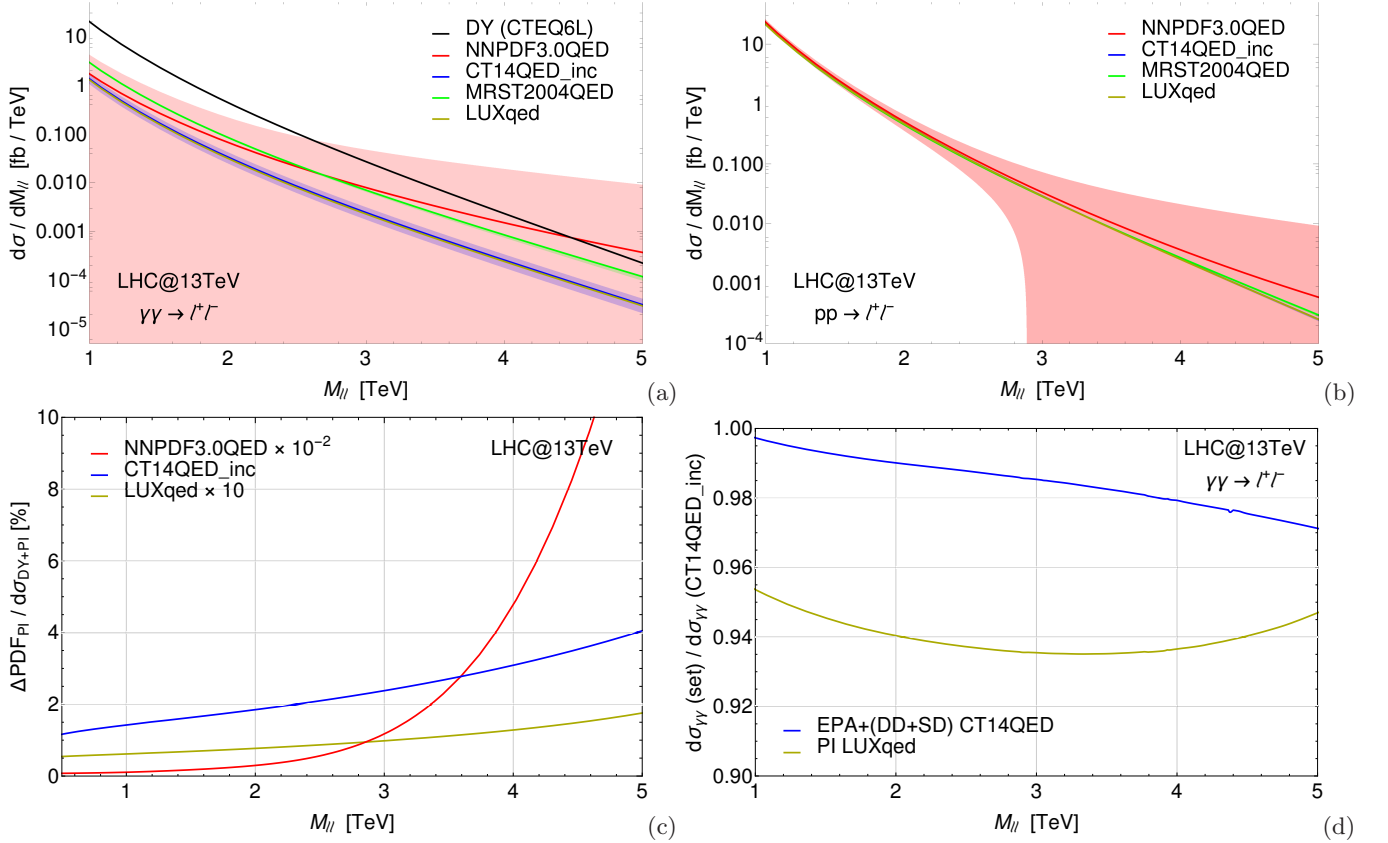 10
1
0.100
0.010
0.001
10⁻⁴
10⁻⁵
dσ / dM_ll [fb / TeV]
DY (CTEQ6L)
NNPDF3.0QED
CT14QED_inc
MRST2004QED
LUXqed
LHC@13TeV
γγ → l⁺l⁻
1 2 3 4 5
M_ll [TeV]
(a)
10
1
0.100
0.010
0.001
10⁻⁴
dσ / dM_ll [fb / TeV]
NNPDF3.0QED
CT14QED_inc
MRST2004QED
LUXqed
LHC@13TeV
pp → l⁺l⁻
1 2 3 4 5
M_ll [TeV]
(b)
10
8
6
4
2
0
ΔPDF_PI / dσ_DY+PI [%]
NNPDF3.0QED × 10⁻²
CT14QED_inc
LUXqed × 10
LHC@13TeV
1 2 3 4 5
M_ll [TeV]
(c)
1.00
0.98
0.96
0.94
0.92
0.90
dσ_γγ (set) / dσ_γγ (CT14QED_inc)
LHC@13TeV
γγ → l⁺l⁻
EPA+(DD+SD) CT14QED
PI LUXqed
1 2 3 4 5
M_ll [TeV]
(d)